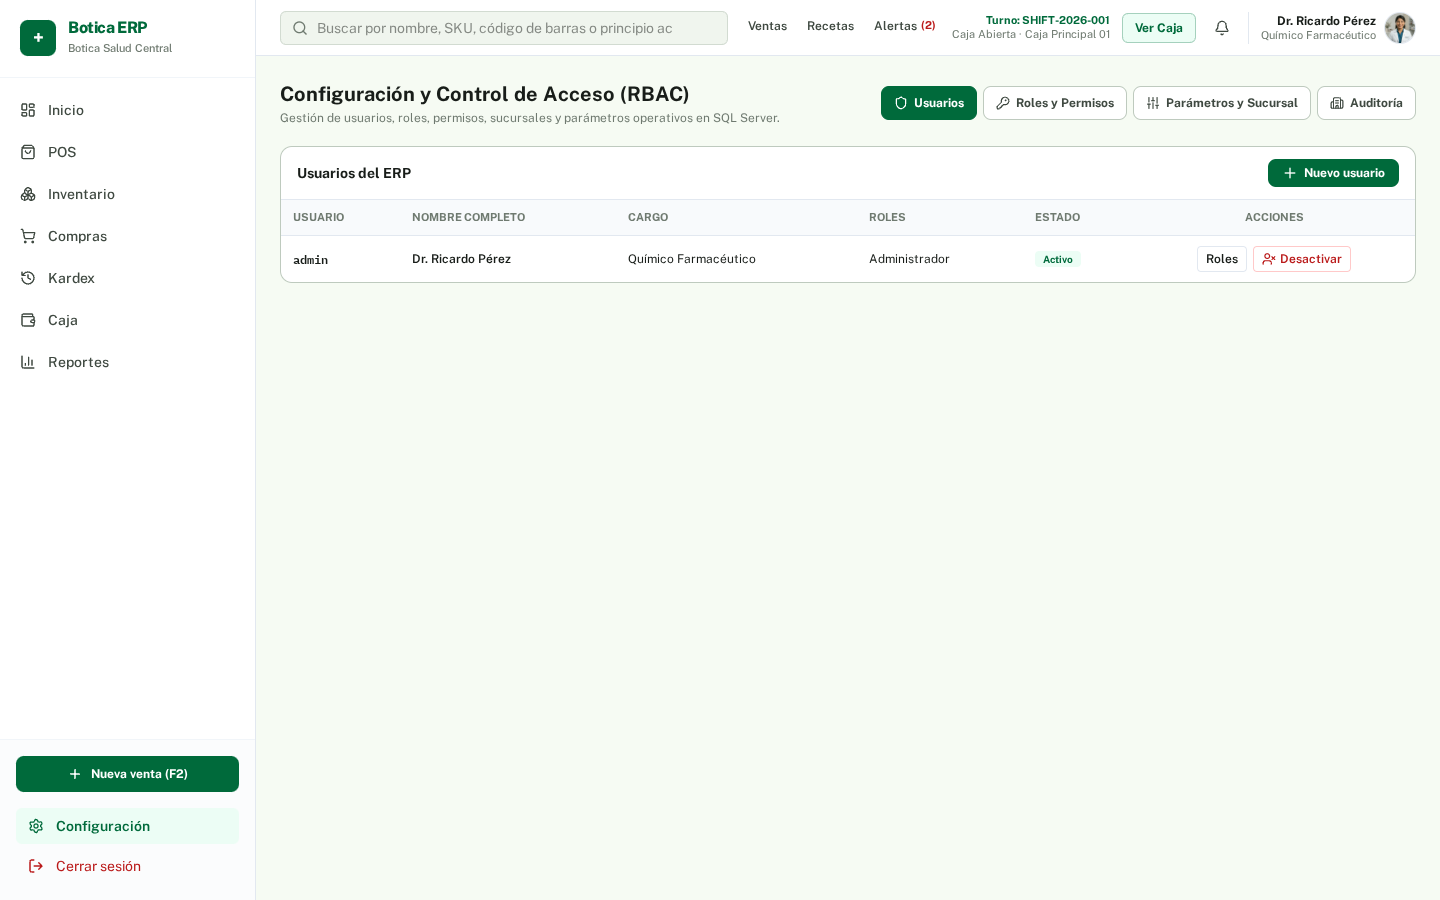 Botica ERP
Botica Salud Central
Inicio
POS
Inventario
Compras
Kardex
Caja
Reportes
Nueva venta (F2)
Configuración
Cerrar sesión
Buscar por nombre, SKU, código de barras o principio ac
Ventas
Recetas
Alertas (2)
Turno: SHIFT-2026-001
Caja Abierta · Caja Principal 01
Ver Caja
Dr. Ricardo Pérez
Químico Farmacéutico
Configuración y Control de Acceso (RBAC)
Gestión de usuarios, roles, permisos, sucursales y parámetros operativos en SQL Server.
Usuarios
Roles y Permisos
Parámetros y Sucursal
Auditoría
Usuarios del ERP
Nuevo usuario
USUARIO NOMBRE COMPLETO CARGO ROLES ESTADO ACCIONES
admin Dr. Ricardo Pérez Químico Farmacéutico Administrador Activo Roles Desactivar